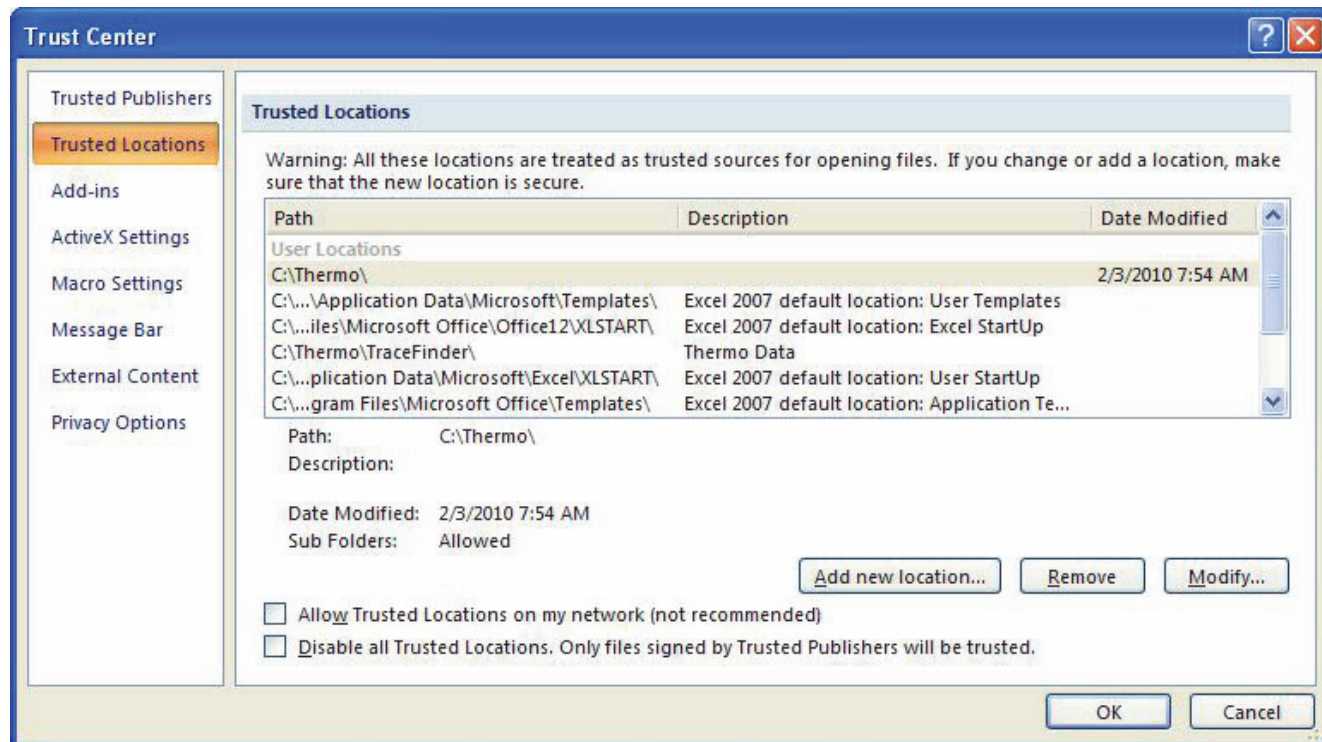 Trust Center
Trusted Publishers
Trusted Locations
Add-ins
ActiveX Settings
Macro Settings
Message Bar
External Content
Privacy Options
Trusted Locations
Warning: All these locations are treated as trusted sources for opening files. If you change or add a location, make
sure that the new location is secure.
Path Description Date Modified
User Locations
C:\Thermo\ 2/3/2010 7:54 AM
C:\...\Application Data\Microsoft\Templates\ Excel 2007 default location: User Templates
C:\...iles\Microsoft Office\Office12\XLSTART\ Excel 2007 default location: Excel StartUp
C:\Thermo\TraceFinder\ Thermo Data
C:\...plication Data\Microsoft\Excel\XLSTART\ Excel 2007 default location: User StartUp
C:\...gram Files\Microsoft Office\Templates\ Excel 2007 default location: Application Te...
Path: C:\Thermo\
Description:
Date Modified: 2/3/2010 7:54 AM
Sub Folders: Allowed
Add new location... Remove Modify...
Allow Trusted Locations on my network (not recommended)
Disable all Trusted Locations. Only files signed by Trusted Publishers will be trusted.
OK Cancel